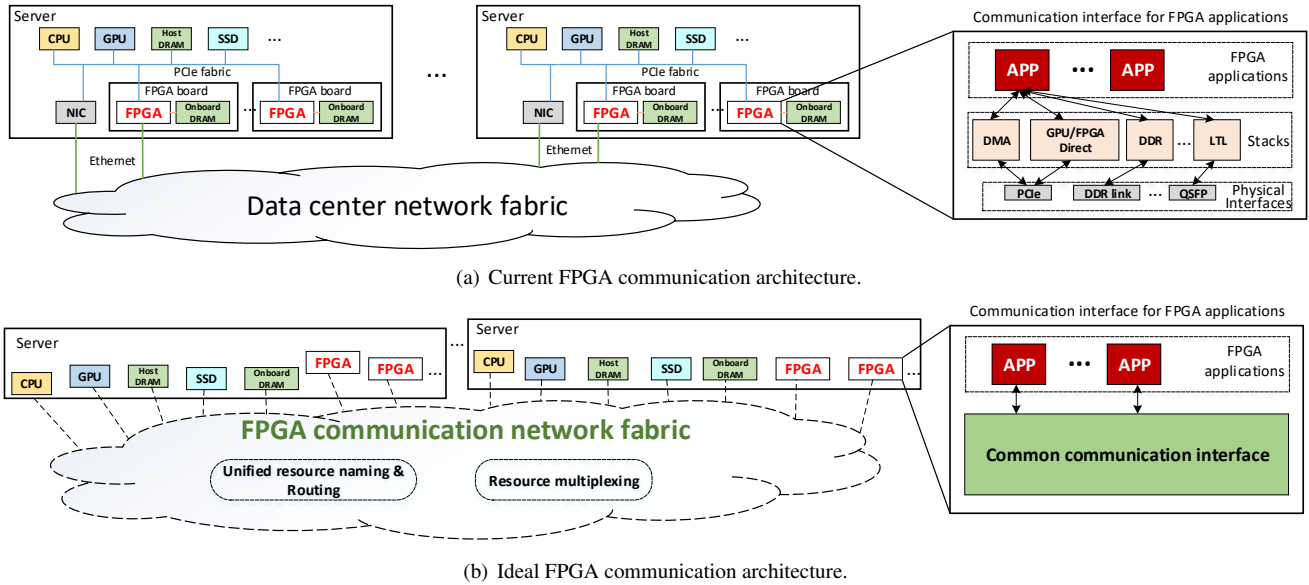 Server
CPU
GPU
Host
DRAM
SSD
...
PCIe fabric
FPGA board
FPGA board
NIC
FPGA
Onboard
DRAM
...
FPGA
Onboard
DRAM
Ethernet
...
Server
CPU
GPU
Host
DRAM
SSD
...
PCIe fabric
FPGA board
FPGA board
NIC
FPGA
Onboard
DRAM
...
FPGA
Onboard
DRAM
Ethernet
Data center network fabric
Communication interface for FPGA applications
APP
...
APP
FPGA
applications
DMA
GPU/FPGA
Direct
DDR
...
LTL
Stacks
PCIe
DDR link
...
QSFP
Physical
Interfaces
(a) Current FPGA communication architecture.
Server
CPU
GPU
Host
DRAM
SSD
Onboard
DRAM
FPGA
FPGA
...
...
Server
CPU
GPU
Host
DRAM
SSD
Onboard
DRAM
FPGA
FPGA
...
FPGA communication network fabric
Unified resource naming &
Routing
Resource multiplexing
Communication interface for FPGA applications
APP
...
APP
FPGA
applications
Common communication interface
(b) Ideal FPGA communication architecture.